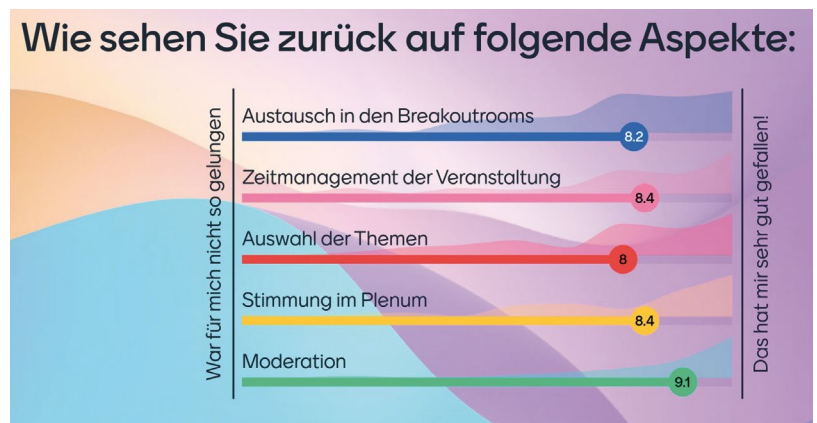 Wie sehen Sie zurück auf folgende Aspekte:
War für mich nicht so gelungen
Austausch in den Breakoutrooms
8.2
Zeitmanagement der Veranstaltung
8.4
Auswahl der Themen
8
Stimmung im Plenum
8.4
Moderation
9.1
Das hat mir sehr gut gefallen!